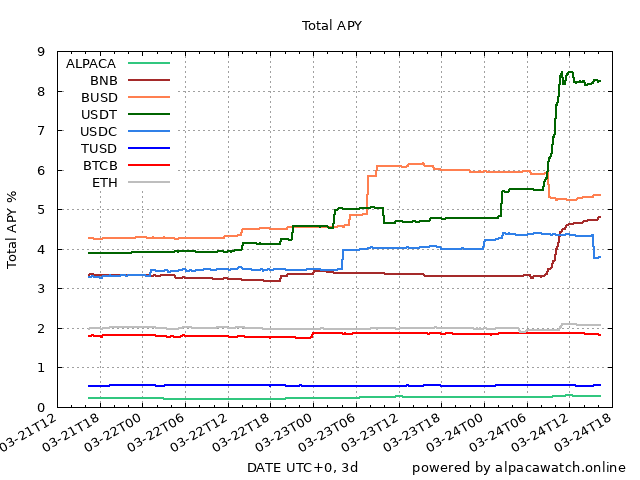 Total APY
9
8
7
6
5
4
3
2
1
0
Total APY %
ALPACA
BNB
BUSD
USDT
USDC
TUSD
BTCB
ETH
03-21T12
03-21T18
03-22T00
03-22T06
03-22T12
03-22T18
03-23T00
03-23T06
03-23T12
03-23T18
03-24T00
03-24T06
03-24T12
03-24T18
DATE UTC+0, 3d
powered by alpacawatch.online